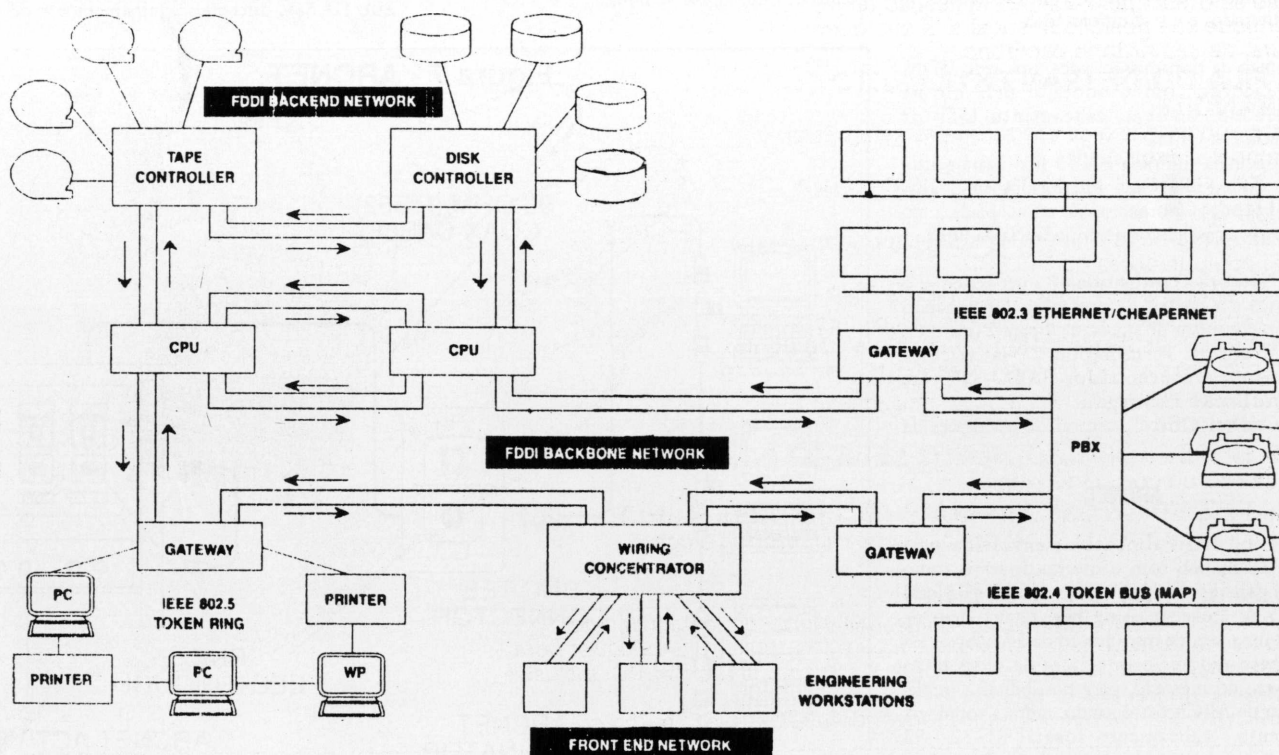 FDDI BACKEND NETWORK
TAPE
CONTROLLER
DISK
CONTROLLER
CPU
CPU
IEEE 802.3 ETHERNET/CHEAPERNET
GATEWAY
PBX
FDDI BACKBONE NETWORK
GATEWAY
WIRING
CONCENTRATOR
GATEWAY
PC
IEEE 802.5
TOKEN RING
PRINTER
IEEE 802.4 TOKEN BUS (MAP)
PRINTER
PC
WP
ENGINEERING
WORKSTATIONS
FRONT END NETWORK